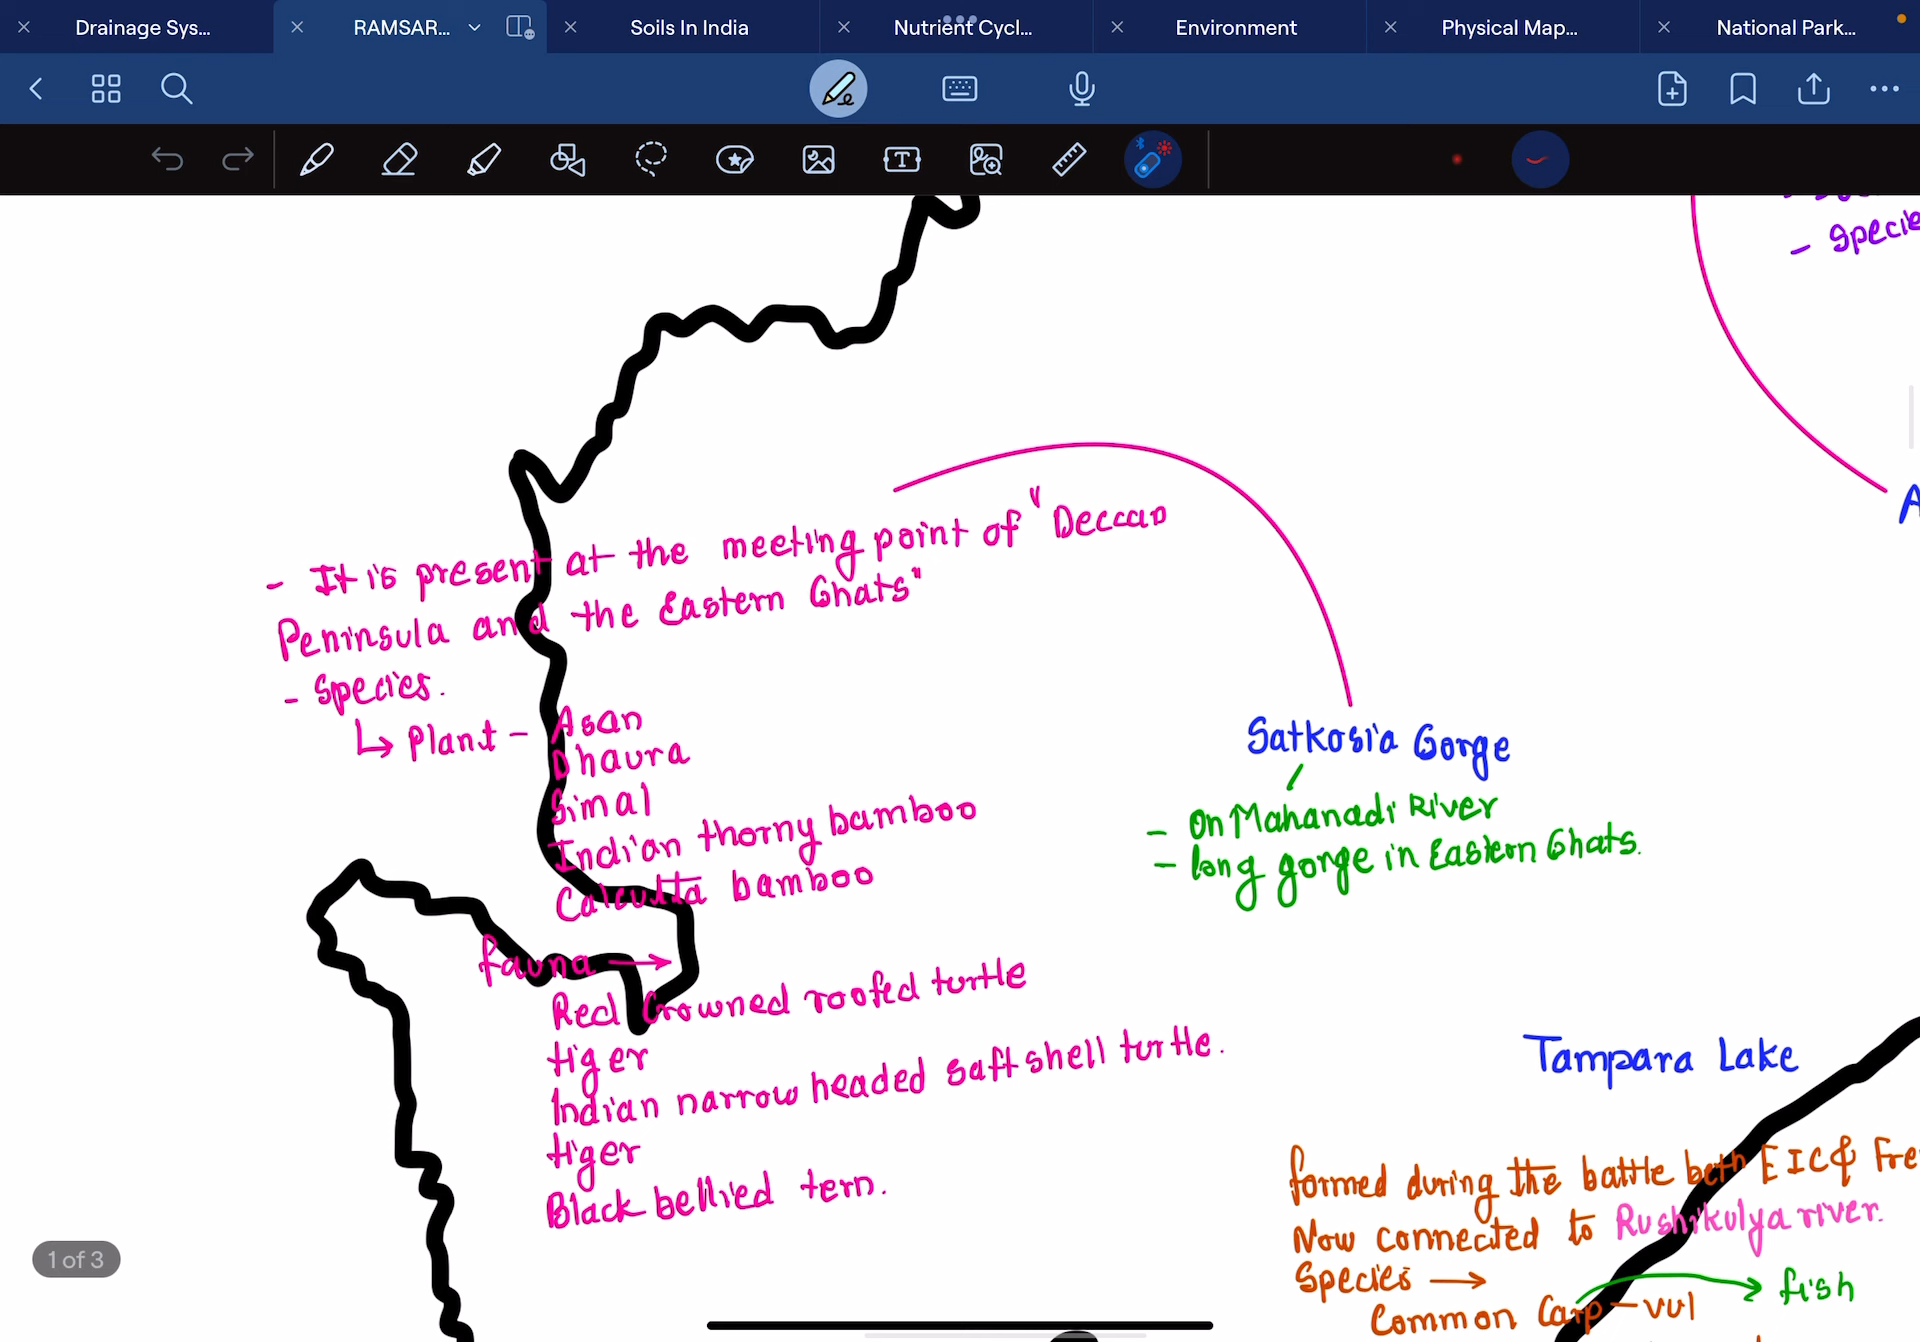 Drainage Sys...
RAMSAR...
Soils In India
Nutrient Cycl...
Environment
Physical Map...
National Park...
- Specie
- It is present at the meeting point of "Deccan
Peninsula and the Eastern Ghats"
- Species.
↳ Plant - Asan
Dhaura
Simal
Indian thorny bamboo
Calcutta bamboo
fauna →
Red Crowned roofed turtle
tiger
Indian narrow headed saftshell turtle.
tiger
Black bellied tern.
A
Satkosia Gorge
- On Mahanadi River
- long gorge in Eastern Ghats.
Tampara Lake
formed during the battle beth EIC & Fre
Now connected to Rushikulya river.
Species →
Common Carp - vul → fish
1 of 3